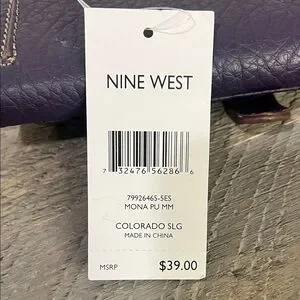 NINE WEST
7 32476 56286 6
79926465-5ES
MONA PU MM
COLORADO SLG
MADE IN CHINA
MSRP $39.00